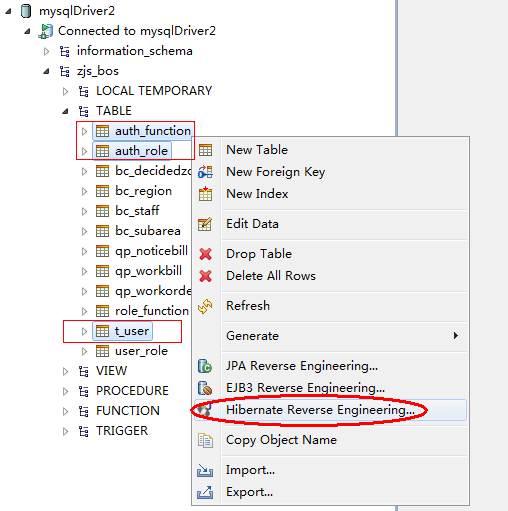 mysqlDriver2
Connected to mysqlDriver2
information_schema
zjs_bos
LOCAL TEMPORARY
TABLE
auth_function
auth_role
bc_decidedzo
bc_region
bc_staff
bc_subarea
qp_noticebill
qp_workbill
qp_workorde
role_function
t_user
user_role
VIEW
PROCEDURE
FUNCTION
TRIGGER
New Table
New Foreign Key
New Index
Edit Data
Drop Table
Delete All Rows
Refresh
Generate
JPA Reverse Engineering...
EJB3 Reverse Engineering...
Hibernate Reverse Engineering...
Copy Object Name
Import...
Export...